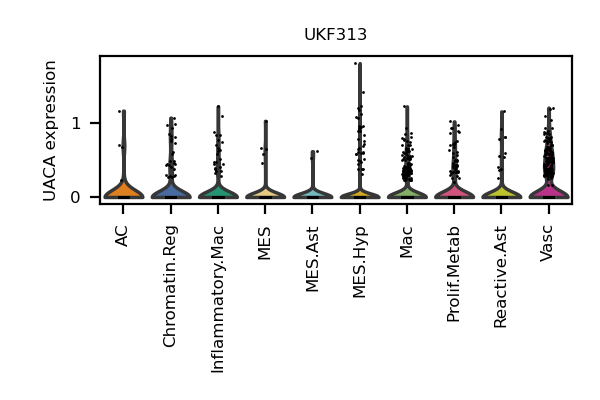 UKF313
UACA expression
1
0
AC
Chromatin.Reg
Inflammatory.Mac
MES
MES.Ast
MES.Hyp
Mac
Prolif.Metab
Reactive.Ast
Vasc